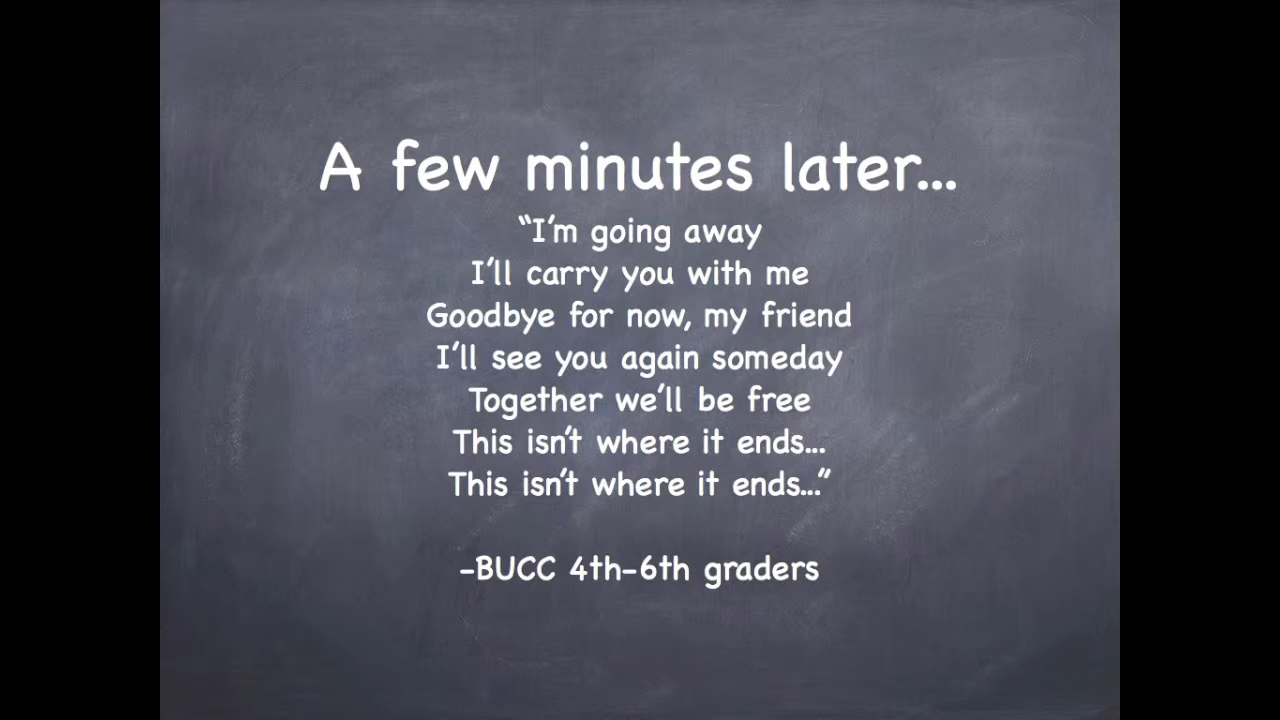 A few minutes later...
“I’m going away
I’ll carry you with me
Goodbye for now, my friend
I’ll see you again someday
Together we’ll be free
This isn’t where it ends...
This isn’t where it ends...”
-BUCC 4th-6th graders